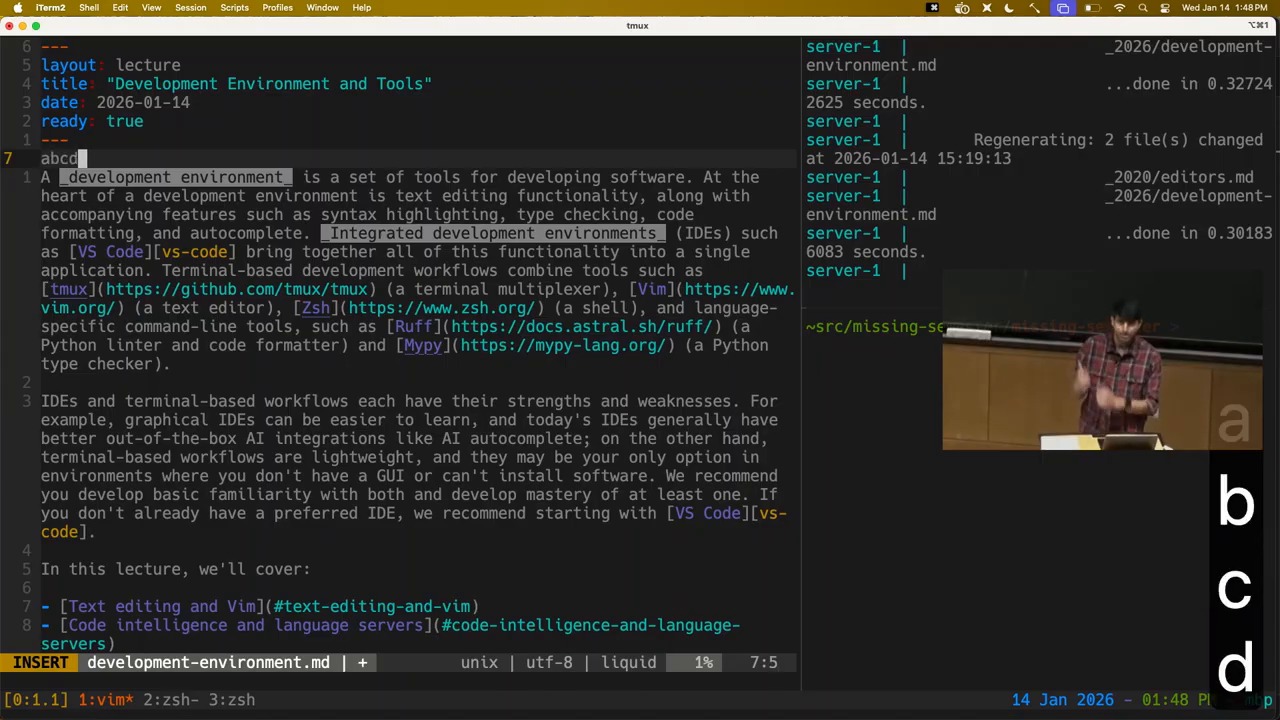 iTerm2 Shell Edit View Session Scripts Profiles Window Help Wed Jan 14 1:48 PM
tmux ⌥⌘1
6 ---
5 layout: lecture
4 title: "Development Environment and Tools"
3 date: 2026-01-14
2 ready: true
1 ---
7 abcd
1 A _development environment_ is a set of tools for developing software. At the
heart of a development environment is text editing functionality, along with
accompanying features such as syntax highlighting, type checking, code
formatting, and autocomplete. _Integrated development environments_ (IDEs) such
as [VS Code][vs-code] bring together all of this functionality into a single
application. Terminal-based development workflows combine tools such as
[tmux](https://github.com/tmux/tmux) (a terminal multiplexer), [Vim](https://www.
vim.org/) (a text editor), [Zsh](https://www.zsh.org/) (a shell), and language-
specific command-line tools, such as [Ruff](https://docs.astral.sh/ruff/) (a
Python linter and code formatter) and [Mypy](https://mypy-lang.org/) (a Python
type checker).
2
3 IDEs and terminal-based workflows each have their strengths and weaknesses. For
example, graphical IDEs can be easier to learn, and today's IDEs generally have
better out-of-the-box AI integrations like AI autocomplete; on the other hand,
terminal-based workflows are lightweight, and they may be your only option in
environments where you don't have a GUI or can't install software. We recommend
you develop basic familiarity with both and develop mastery of at least one. If
you don't already have a preferred IDE, we recommend starting with [VS Code][vs-
code].
4
5 In this lecture, we'll cover:
6
7 - [Text editing and Vim](#text-editing-and-vim)
8 - [Code intelligence and language servers](#code-intelligence-and-language-
servers)
INSERT development-environment.md | + unix | utf-8 | liquid 1% 7:5
server-1 | _2026/development-
environment.md
server-1 | ...done in 0.32724
2625 seconds.
server-1 |
server-1 | Regenerating: 2 file(s) changed
at 2026-01-14 15:19:13
server-1 | _2020/editors.md
server-1 | _2026/development-
environment.md
server-1 | ...done in 0.30183
6083 seconds.
server-1 |
~src/missing-se
a
b
c
d
[0:1.1] 1:vim* 2:zsh- 3:zsh 14 Jan 2026 - 01:48